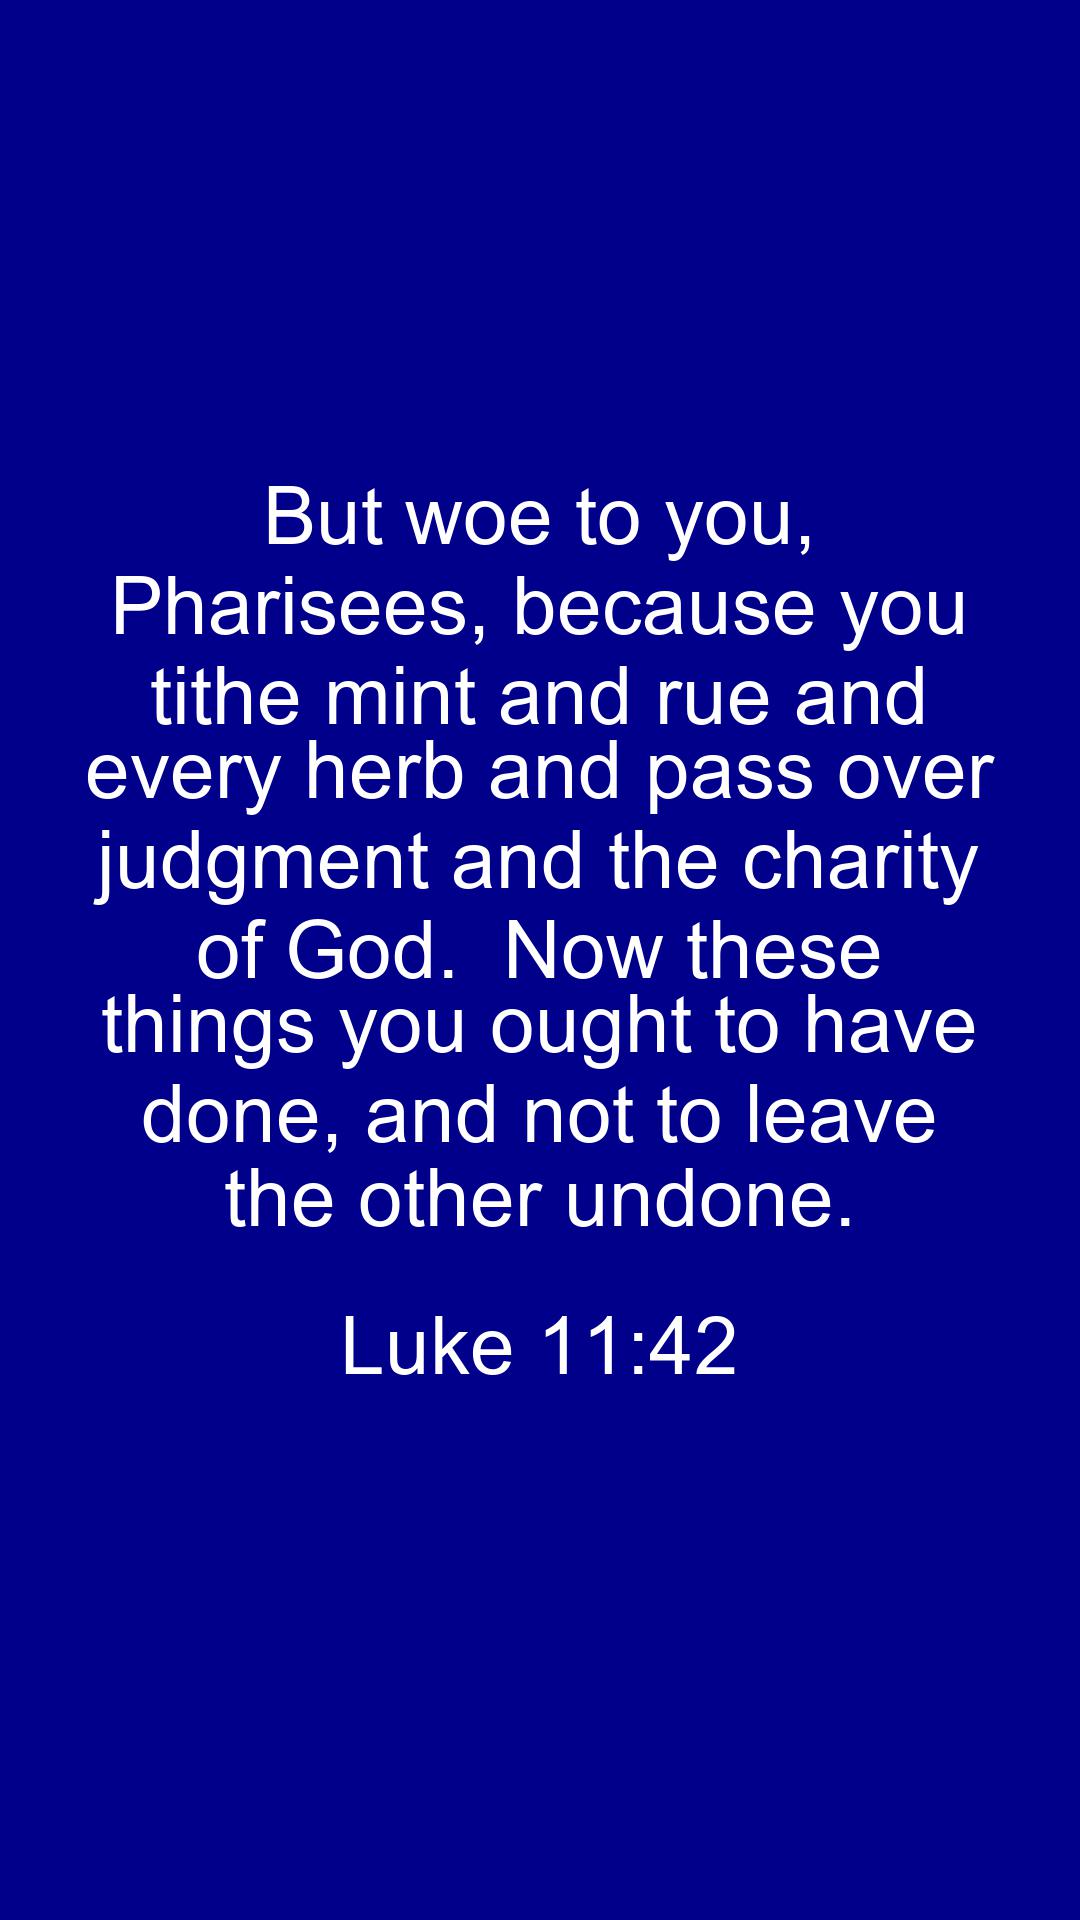 But woe to you,
Pharisees, because you
tithe mint and rue and
every herb and pass over
judgment and the charity
of God.  Now these
things you ought to have
done, and not to leave
the other undone.
Luke 11:42